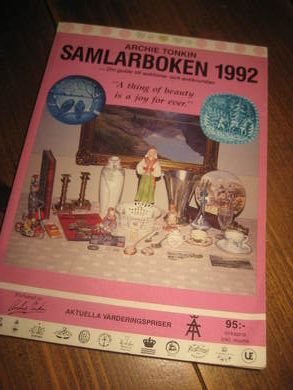 ARCHIE TONKIN
SAMLARBOKEN 1992
"A thing of beauty
is a joy for ever."
AKTUELLA VÄRDERINGSPRISER
95:-